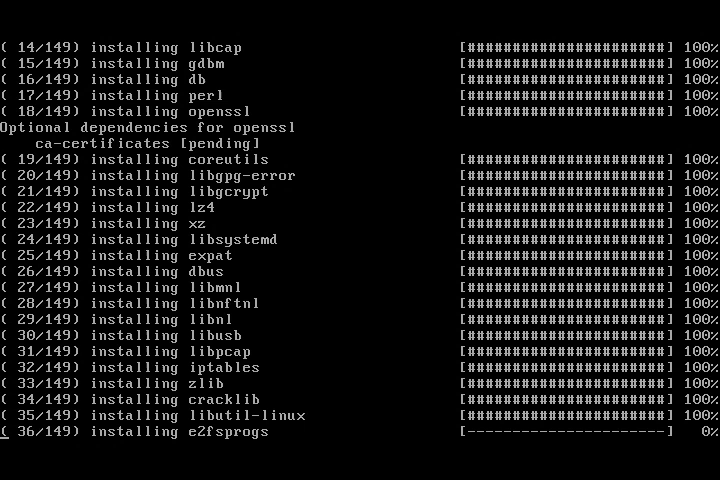 ( 14/149) installing libcap [######################] 100%
( 15/149) installing gdbm [######################] 100%
( 16/149) installing db [######################] 100%
( 17/149) installing perl [######################] 100%
( 18/149) installing openssl [######################] 100%
Optional dependencies for openssl
ca-certificates [pending]
( 19/149) installing coreutils [######################] 100%
( 20/149) installing libgpg-error [######################] 100%
( 21/149) installing libgcrypt [######################] 100%
( 22/149) installing lz4 [######################] 100%
( 23/149) installing xz [######################] 100%
( 24/149) installing libsystemd [######################] 100%
( 25/149) installing expat [######################] 100%
( 26/149) installing dbus [######################] 100%
( 27/149) installing libmnl [######################] 100%
( 28/149) installing libnftnl [######################] 100%
( 29/149) installing libnl [######################] 100%
( 30/149) installing libusb [######################] 100%
( 31/149) installing libpcap [######################] 100%
( 32/149) installing iptables [######################] 100%
( 33/149) installing zlib [######################] 100%
( 34/149) installing cracklib [######################] 100%
( 35/149) installing libutil-linux [######################] 100%
( 36/149) installing e2fsprogs [----------------------] 0%